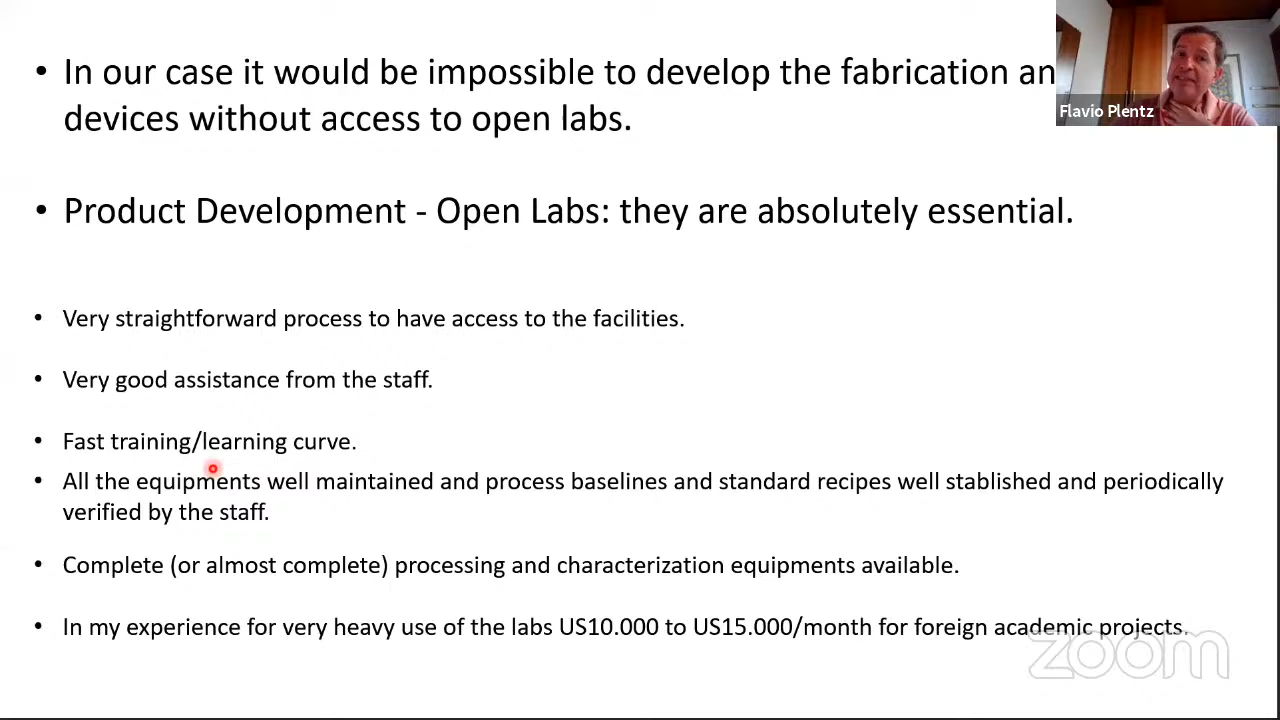 • In our case it would be impossible to develop the fabrication an
devices without access to open labs.
Flavio Plentz
• Product Development - Open Labs: they are absolutely essential.
• Very straightforward process to have access to the facilities.
• Very good assistance from the staff.
• Fast training/learning curve.
• All the equipments well maintained and process baselines and standard recipes well stablished and periodically
verified by the staff.
• Complete (or almost complete) processing and characterization equipments available.
• In my experience for very heavy use of the labs US10.000 to US15.000/month for foreign academic projects.
zoom